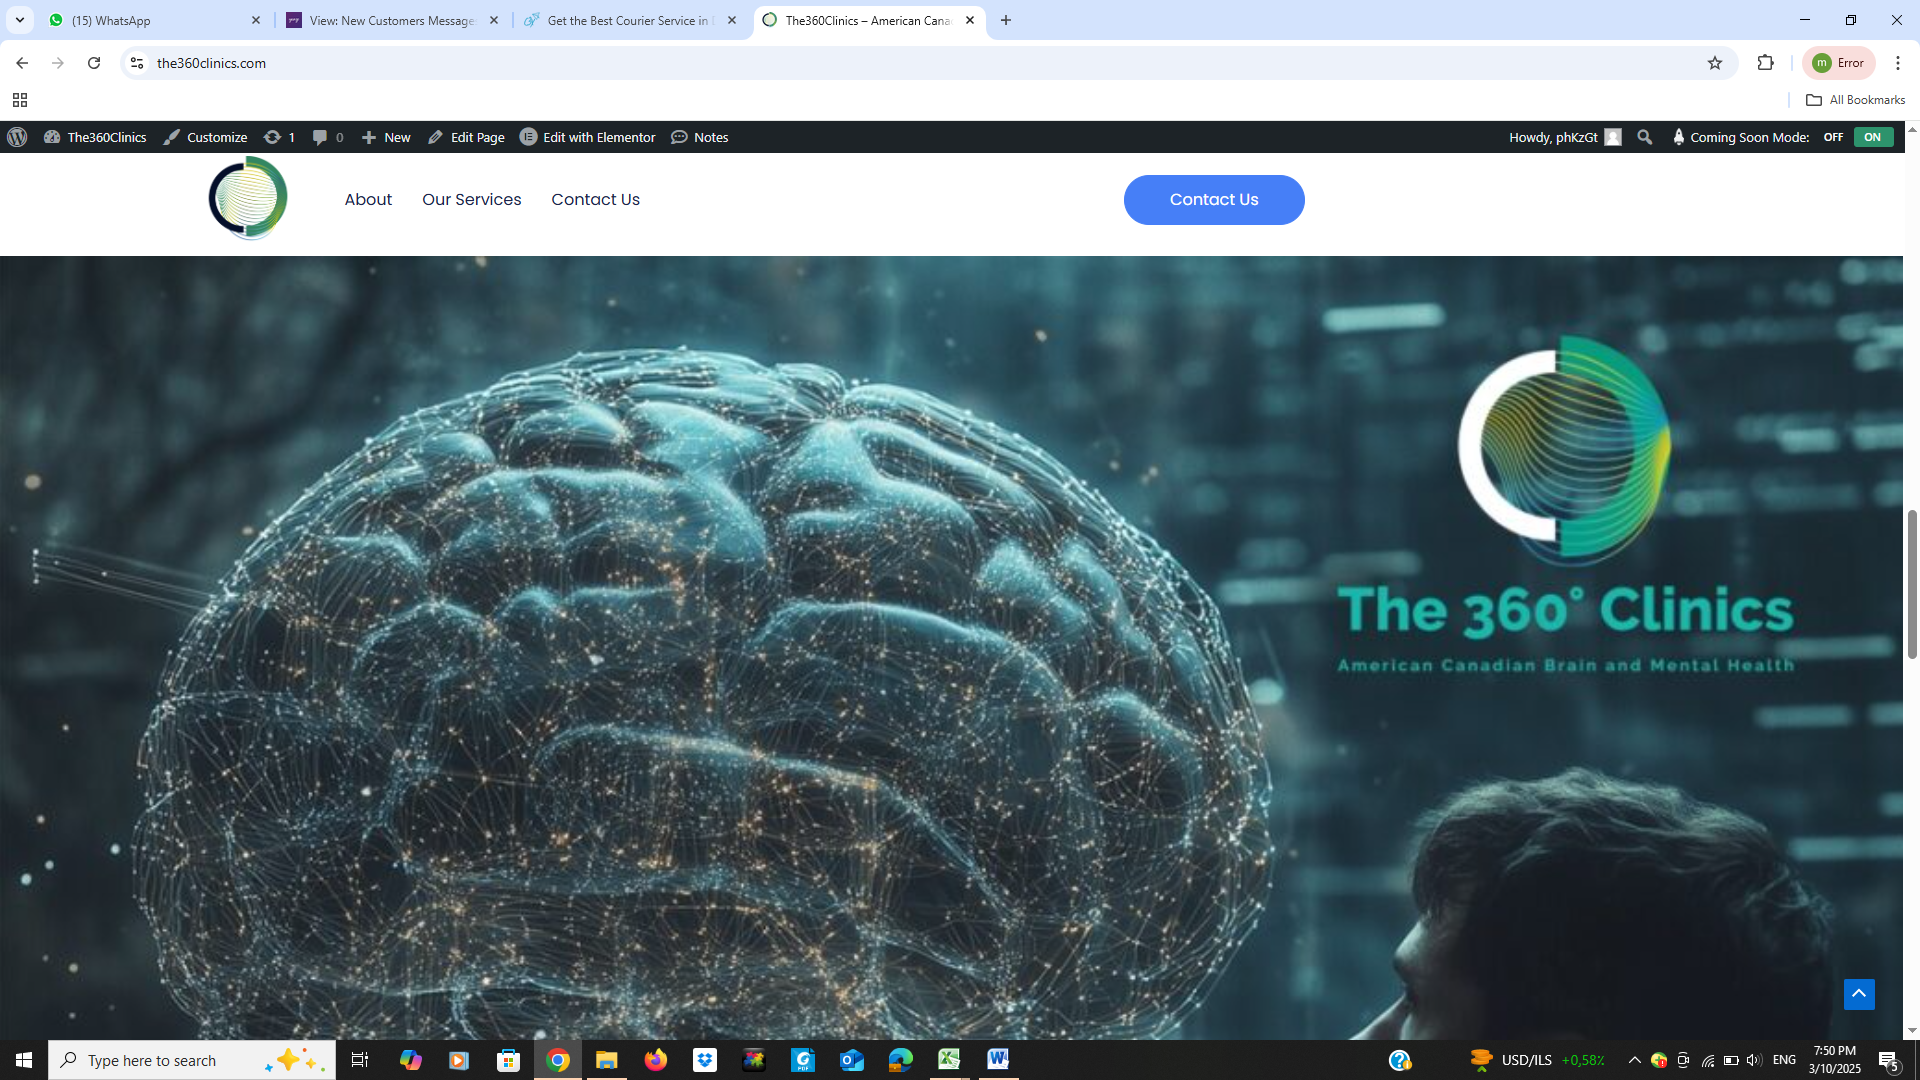 (15) WhatsApp
View: New Customers Message
Get the Best Courier Service in
The360Clinics – American Cana
the360clinics.com
m Error
All Bookmarks
The360Clinics Customize 1 0 New Edit Page Edit with Elementor Notes
Howdy, phKzGt Coming Soon Mode: OFF ON
About Our Services Contact Us
Contact Us
The 360° Clinics
American Canadian Brain and Mental Health
Type here to search
USD/ILS +0,58%
ENG
7:50 PM
3/10/2025
5